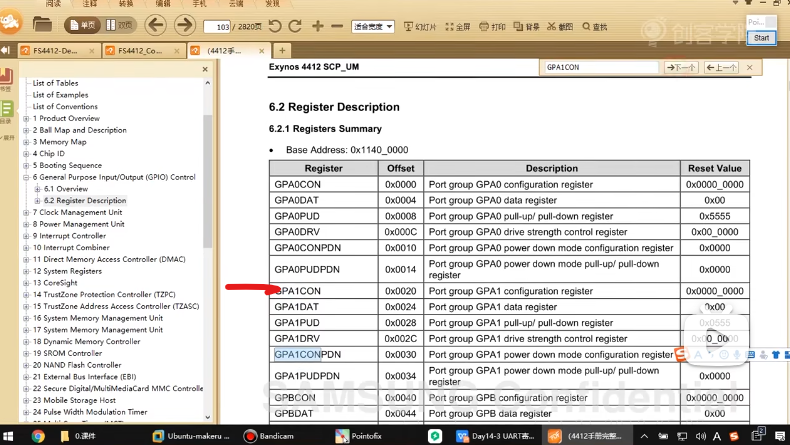 阅读 注释 转换 签名 手机 云服务
单页 双页 103 / 2820页 适合宽度 幻灯片 全屏 打印 背景 截图 查找
创客学
Poi...
Start
FS4412-De... FS4412_Co... (4412手...
Exynos 4412 SCP_UM
GPA1CON 下一个 上一个
书签
目录
展开
List of Tables
List of Examples
List of Conventions
1 Product Overview
2 Ball Map and Description
3 Memory Map
4 Chip ID
5 Booting Sequence
6 General Purpose Input/Output (GPIO) Control
6.1 Overview
6.2 Register Description
7 Clock Management Unit
8 Power Management Unit
9 Interrupt Controller
10 Interrupt Combiner
11 Direct Memory Access Controller (DMAC)
12 System Registers
13 CoreSight
14 TrustZone Protection Controller (TZPC)
15 TrustZone Address Access Controller (TZASC)
16 System Memory Management Unit
17 System Memory Management Unit
18 Dynamic Memory Controller
19 SROM Controller
20 NAND Flash Controller
21 External Bus Interface (EBI)
22 Secure Digital/MultiMediaCard MMC Controller
23 Mobile Storage Host
24 Pulse Width Modulation Timer
6.2 Register Description
6.2.1 Registers Summary
• Base Address: 0x1140_0000
Register Offset Description Reset Value
GPA0CON 0x0000 Port group GPA0 configuration register 0x0000_0000
GPA0DAT 0x0004 Port group GPA0 data register 0x00
GPA0PUD 0x0008 Port group GPA0 pull-up/ pull-down register 0x5555
GPA0DRV 0x000C Port group GPA0 drive strength control register 0x00_0000
GPA0CONPDN 0x0010 Port group GPA0 power down mode configuration register 0x0000
GPA0PUDPDN 0x0014 Port group GPA0 power down mode pull-up/ pull-down register 0x0000
GPA1CON 0x0020 Port group GPA1 configuration register 0x0000_0000
GPA1DAT 0x0024 Port group GPA1 data register 0x00
GPA1PUD 0x0028 Port group GPA1 pull-up/ pull-down register 0x0555
GPA1DRV 0x002C Port group GPA1 drive strength control register 0x00_0000
GPA1CONPDN 0x0030 Port group GPA1 power down mode configuration register 0x0000
GPA1PUDPDN 0x0034 Port group GPA1 power down mode pull-up/ pull-down register 0x0000
GPBCON 0x0040 Port group GPB configuration register 0x0000_0000
GPBDAT 0x0044 Port group GPB data register 0x00
SAMSUNG Confidential
0.课件 Ubuntu-makeru ... Bandicam Pointofix Day14-3 UART寄... (4412手册完整...